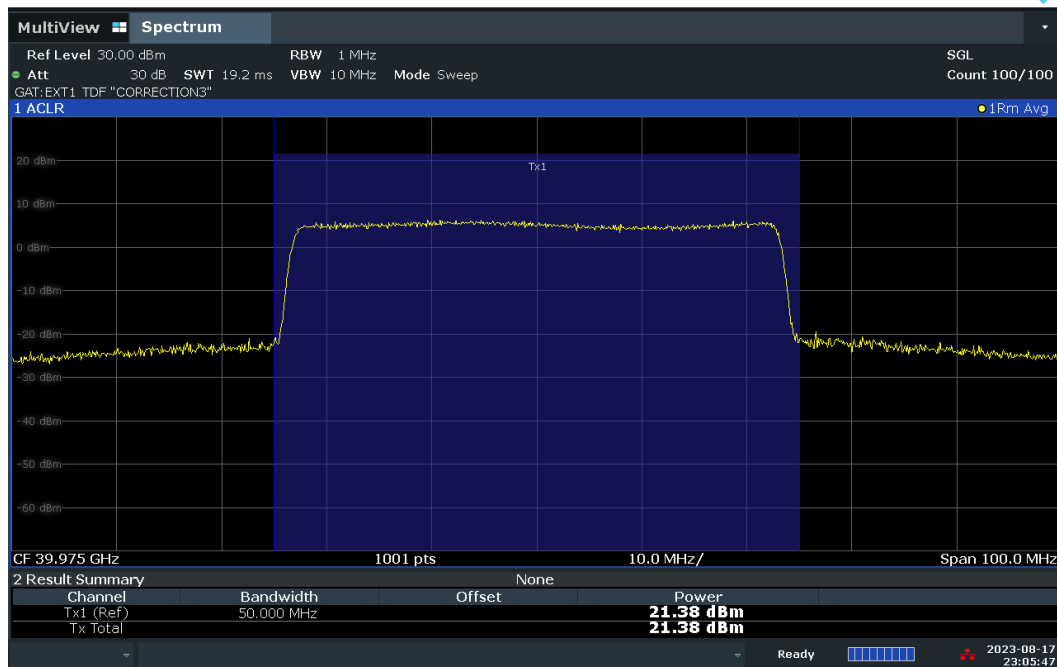 MultiView Spectrum
Ref Level 30.00 dBm RBW 1 MHz SGL
Att 30 dB SWT 19.2 ms VBW 10 MHz Mode Sweep Count 100/100
GAT:EXT1 TDF "CORRECTION3"
1 ACLR 1Rm Avg
Tx1
20 dBm
10 dBm
0 dBm
-10 dBm
-20 dBm
-30 dBm
-40 dBm
-50 dBm
-60 dBm
CF 39.975 GHz 1001 pts 10.0 MHz/ Span 100.0 MHz
2 Result Summary None
Channel Bandwidth Offset Power
Tx1 (Ref) 50.000 MHz 21.38 dBm
Tx Total 21.38 dBm
Ready 2023-08-17
23:05:47